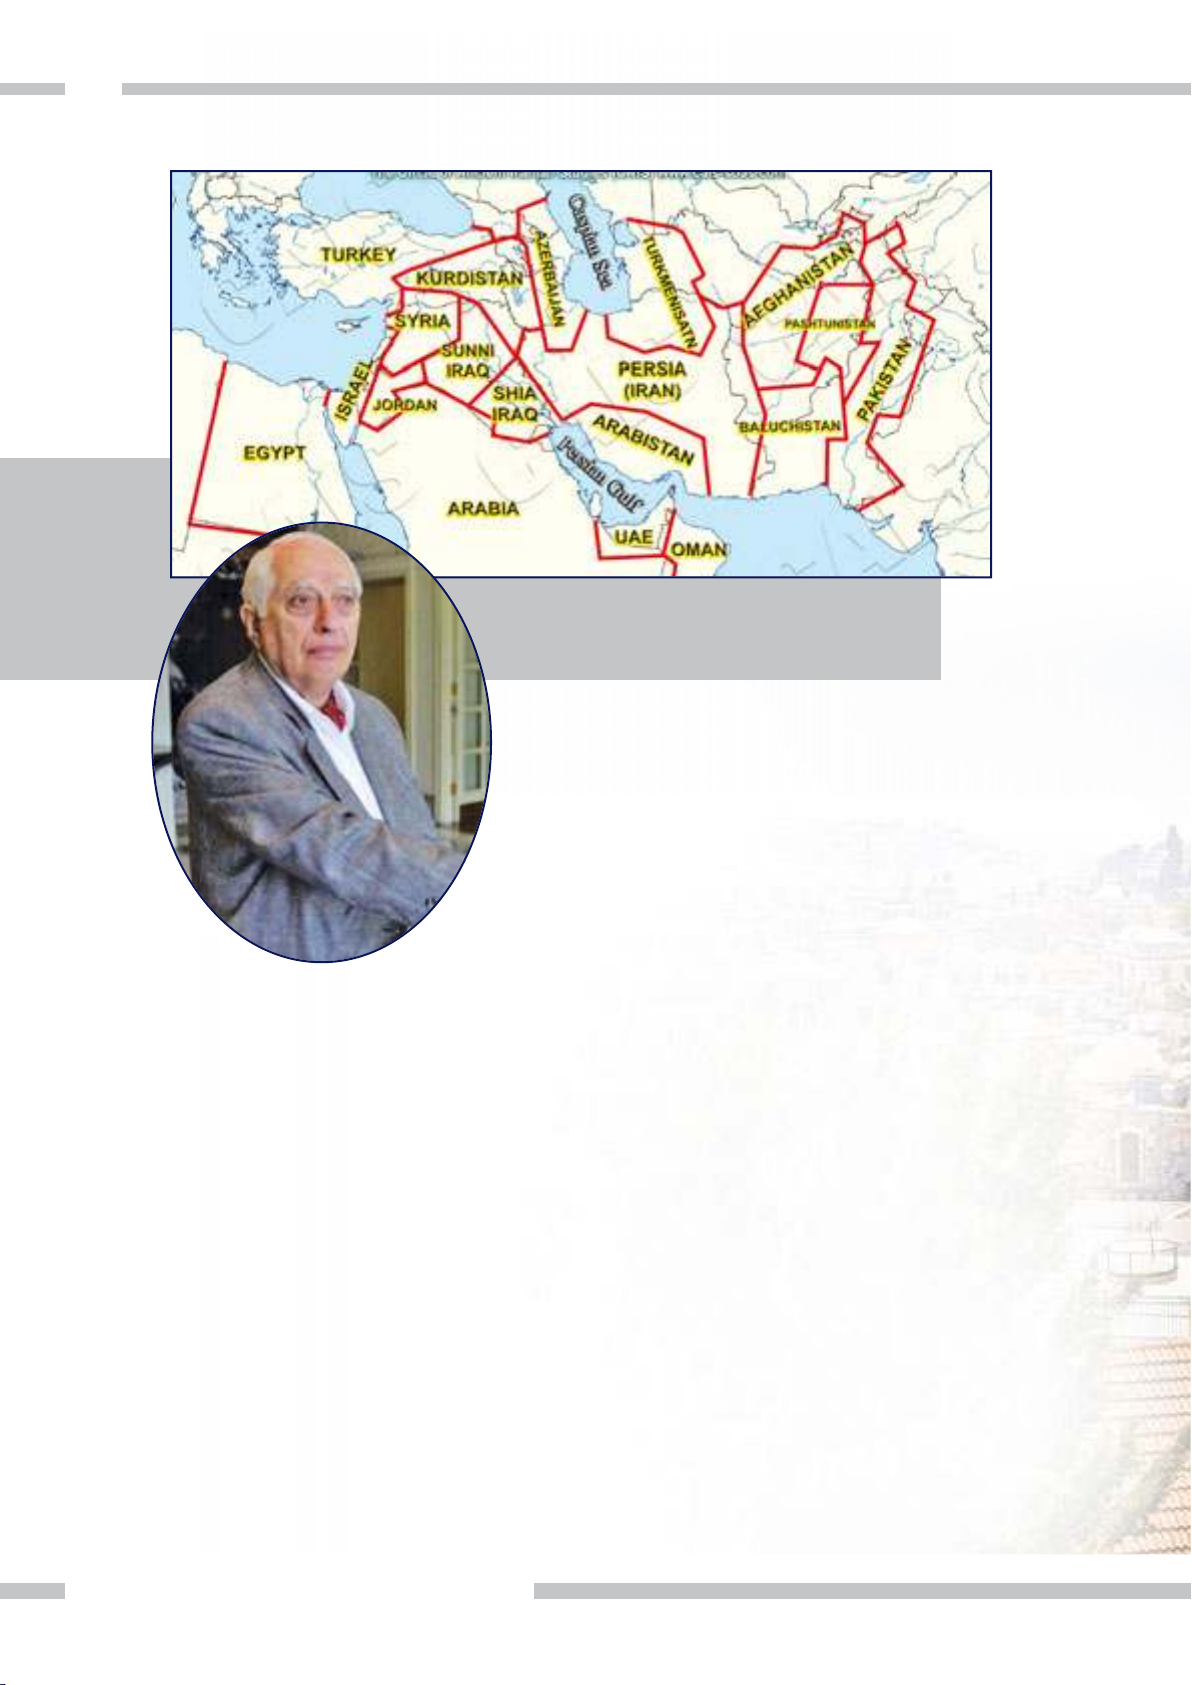 Caspian Sea
TURKEY
AZERBAIJAN
TURKMENISATN
AFGHANISTAN
KURDISTAN
SYRIA
PASHTUNISTAN
SUNNI
IRAQ
PERSIA
(IRAN)
PAKISTAN
ISRAEL
JORDAN
SHIA
IRAQ
ARABISTAN
BALUCHISTAN
EGYPT
Persian Gulf
ARABIA
UAE
OMAN